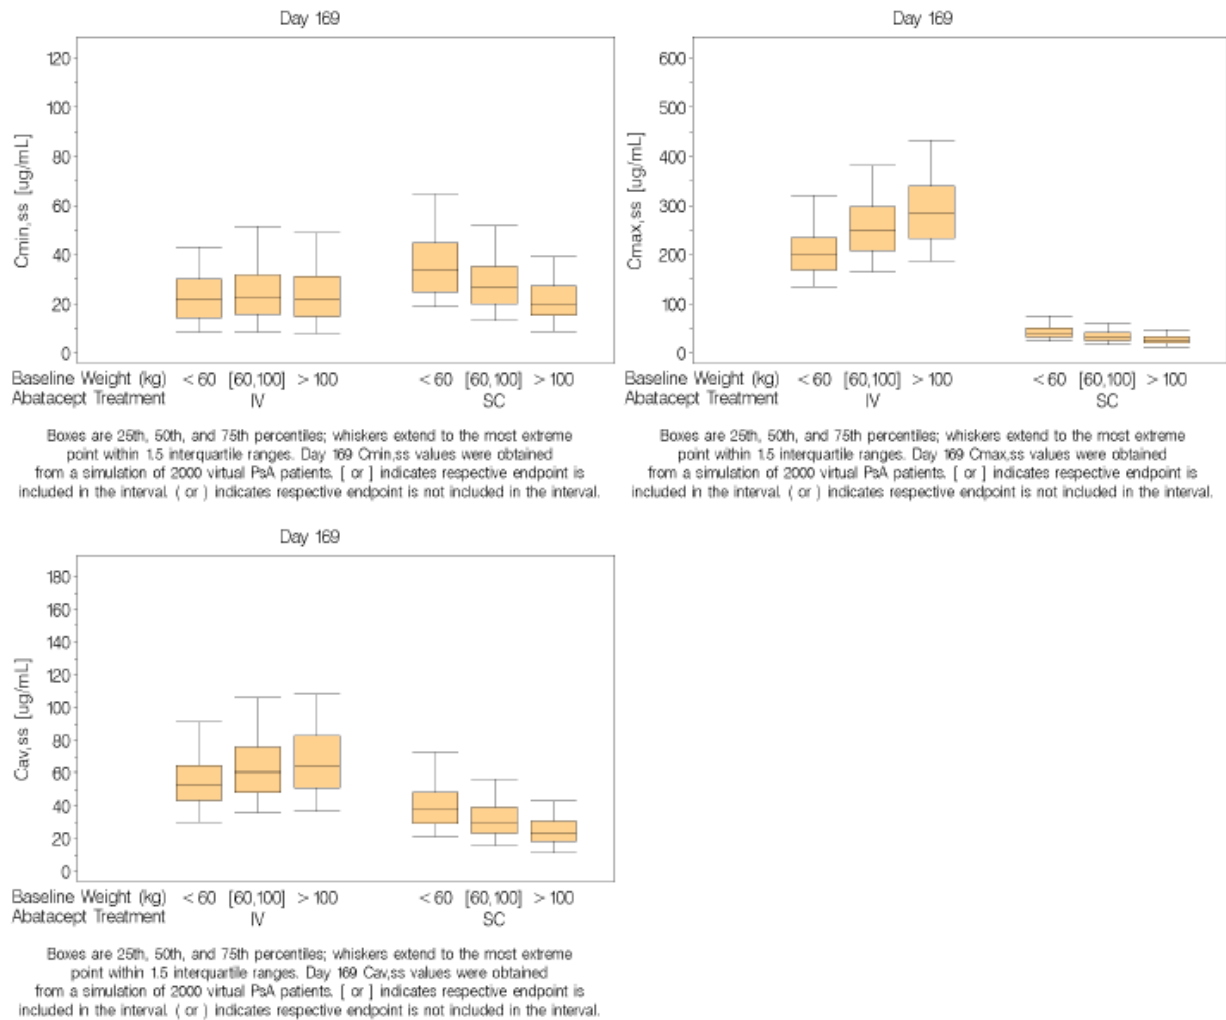 Day 169
120
100
80
60
40
20
0
Cmin,ss [ug/mL]
Baseline Weight (kg) < 60 [60,100] > 100 < 60 [60,100] > 100
Abatacept Treatment IV SC
Boxes are 25th, 50th, and 75th percentiles; whiskers extend to the most extreme
point within 1.5 interquartile ranges. Day 169 Cmin,ss values were obtained
from a simulation of 2000 virtual PsA patients. [ or ] indicates respective endpoint is
included in the interval. ( or ) indicates respective endpoint is not included in the interval.
Day 169
600
500
400
300
200
100
0
Cmax,ss [ug/mL]
Baseline Weight (kg) < 60 [60,100] > 100 < 60 [60,100] > 100
Abatacept Treatment IV SC
Boxes are 25th, 50th, and 75th percentiles; whiskers extend to the most extreme
point within 1.5 interquartile ranges. Day 169 Cmax,ss values were obtained
from a simulation of 2000 virtual PsA patients. [ or ] indicates respective endpoint is
included in the interval. ( or ) indicates respective endpoint is not included in the interval.
Day 169
180
160
140
120
100
80
60
40
20
0
Cav,ss [ug/mL]
Baseline Weight (kg) < 60 [60,100] > 100 < 60 [60,100] > 100
Abatacept Treatment IV SC
Boxes are 25th, 50th, and 75th percentiles; whiskers extend to the most extreme
point within 1.5 interquartile ranges. Day 169 Cav,ss values were obtained
from a simulation of 2000 virtual PsA patients. [ or ] indicates respective endpoint is
included in the interval. ( or ) indicates respective endpoint is not included in the interval.